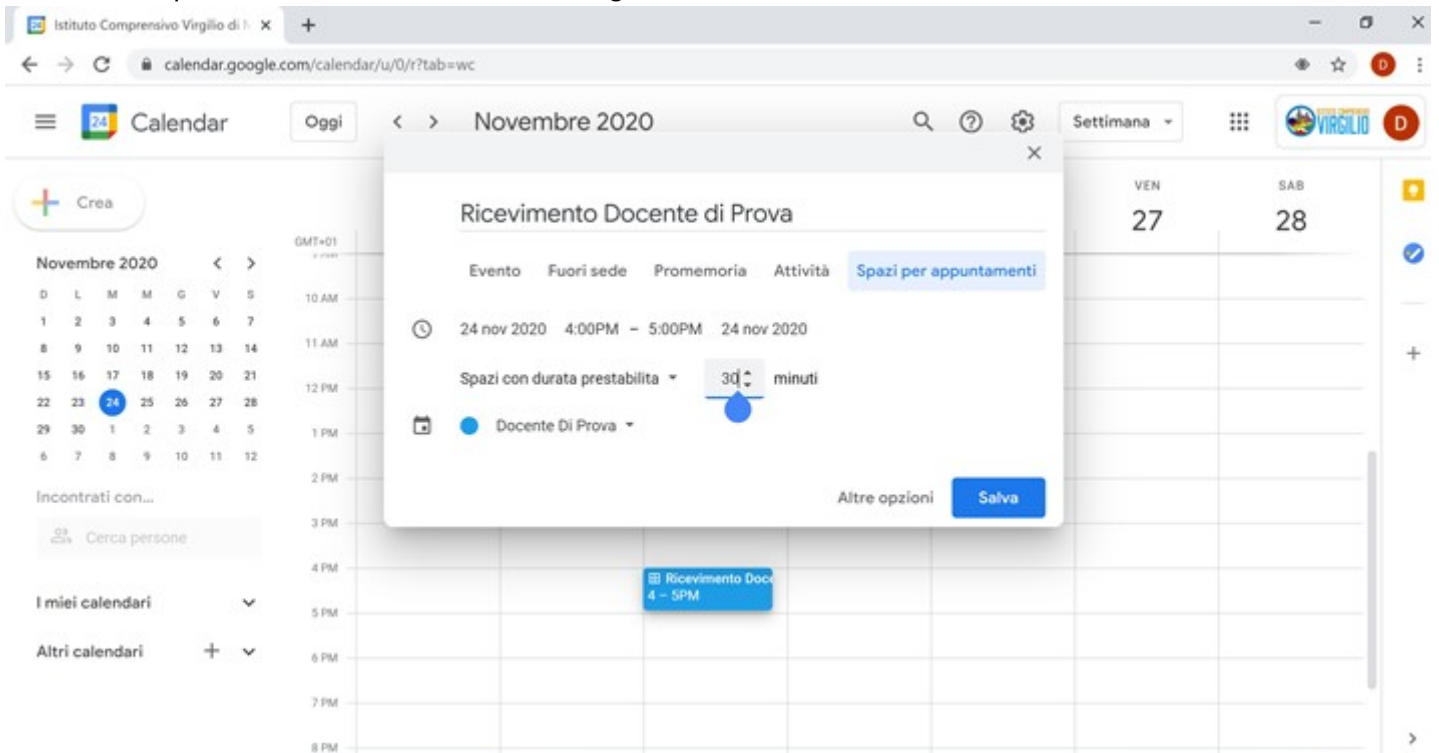 Istituto Comprensivo Virgilio di
calendar.google.com/calendar/u/0/r?tab=wc
D
24 Calendar
Oggi
Novembre 2020
Settimana
ISTITUTO COMPRENSIVO
VIRGILIO
D
Crea
Ricevimento Docente di Prova
VEN
27
SAB
28
GMT+01
Evento Fuori sede Promemoria Attività Spazi per appuntamenti
24 nov 2020 4:00PM – 5:00PM 24 nov 2020
Spazi con durata prestabilita 30 minuti
Docente Di Prova
Altre opzioni Salva
Novembre 2020
D L M M G V S
1 2 3 4 5 6 7
8 9 10 11 12 13 14
15 16 17 18 19 20 21
22 23 24 25 26 27 28
29 30 1 2 3 4 5
6 7 8 9 10 11 12
Incontrati con...
Cerca persone
I miei calendari
Altri calendari
10 AM
11 AM
12 PM
1 PM
2 PM
3 PM
4 PM
5 PM
6 PM
7 PM
8 PM
Ricevimento Doce
4 – 5PM